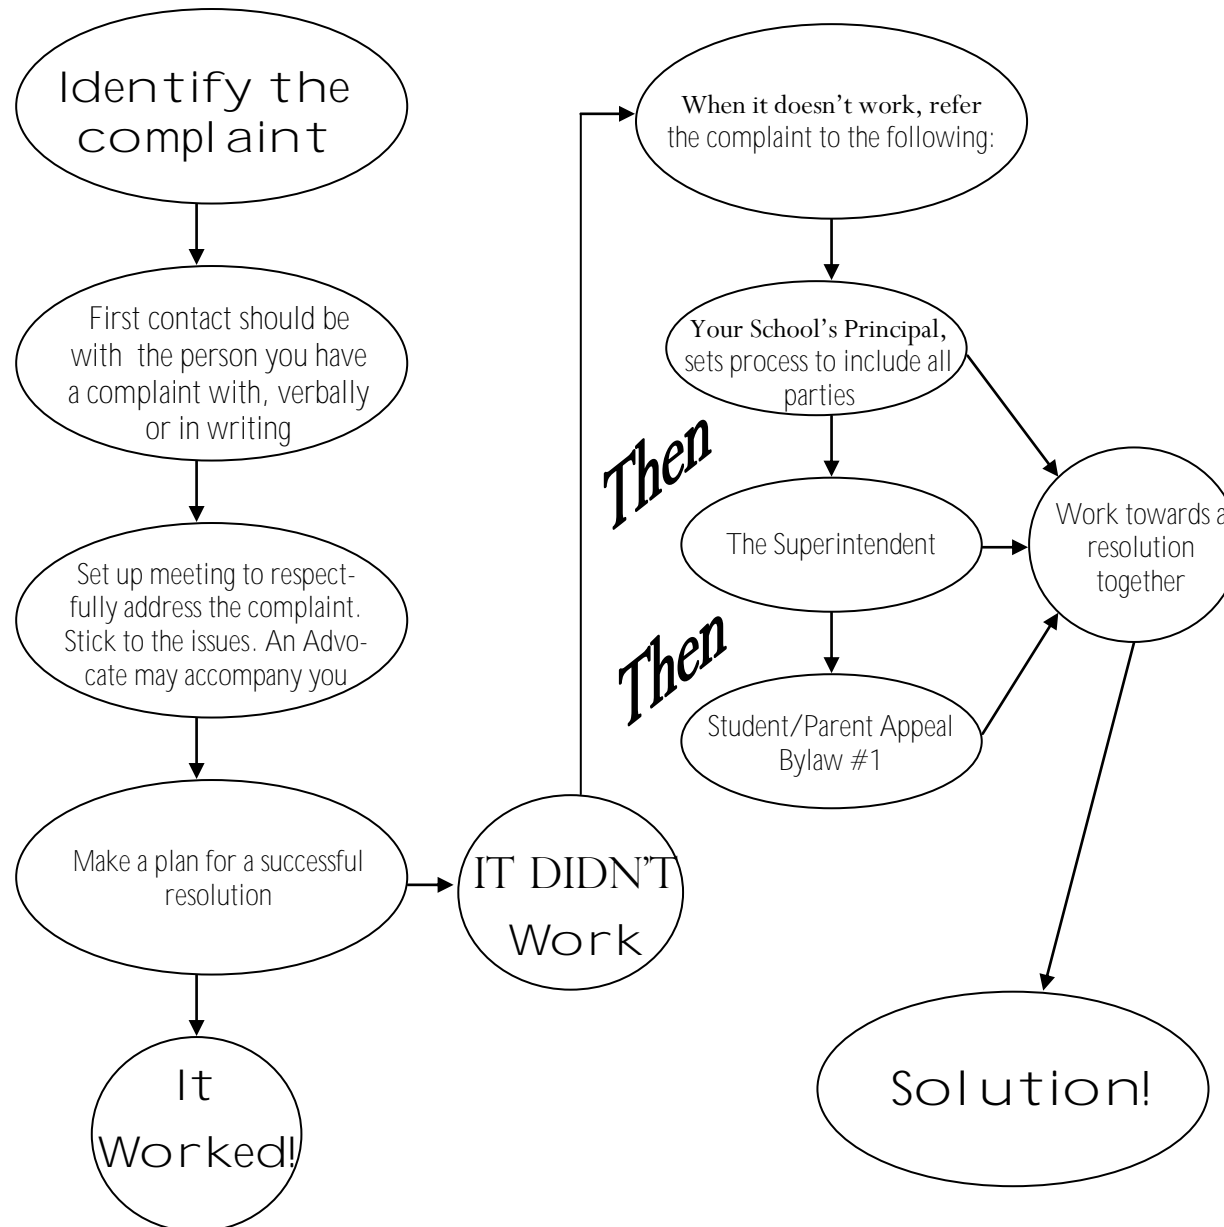 Identify the
complaint
First contact should be
with the person you have
a complaint with, verbally
or in writing
Set up meeting to respect-
fully address the complaint.
Stick to the issues. An Advo-
cate may accompany you
Make a plan for a successful
resolution
It
Worked!
IT DIDN'T
Work
When it doesn't work, refer
the complaint to the following:
Your School's Principal,
sets process to include all
parties
Then
The Superintendent
Then
Student/Parent Appeal
Bylaw #1
Work towards a
resolution
together
Solution!